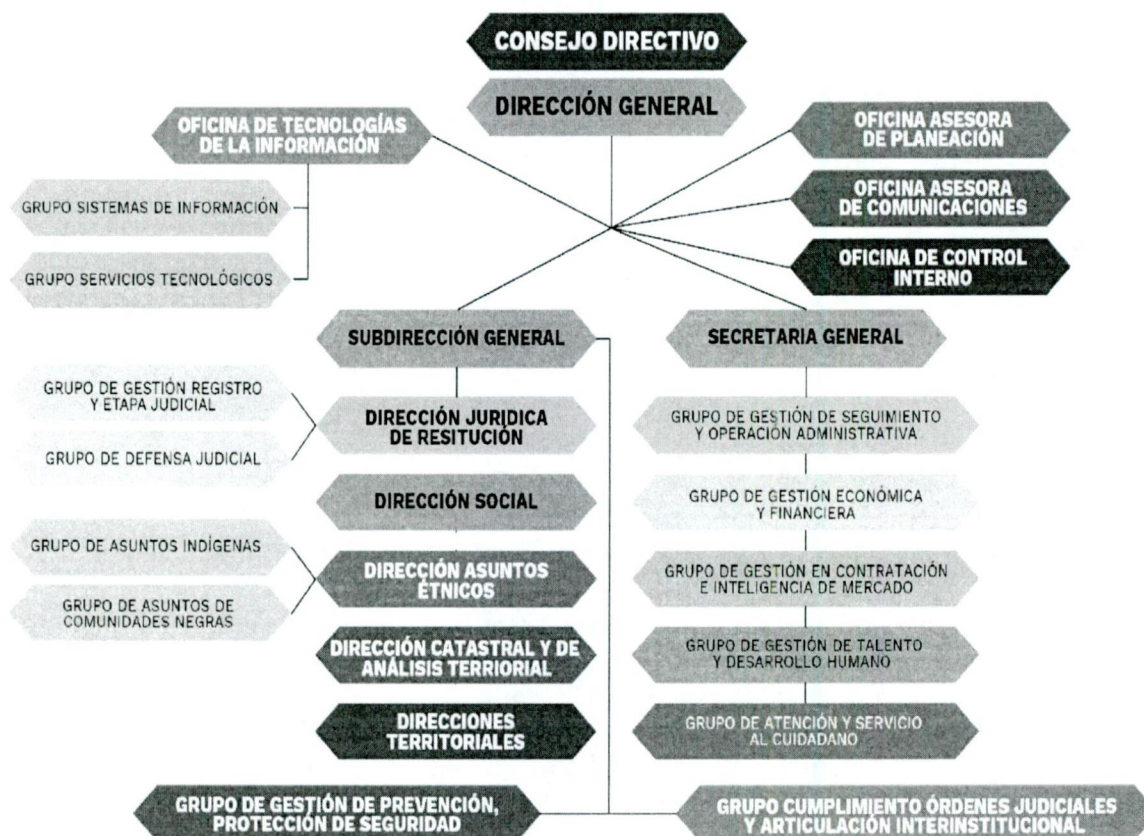 CONSEJO DIRECTIVO
DIRECCIÓN GENERAL
OFICINA DE TECNOLOGÍAS
DE LA INFORMACIÓN
GRUPO SISTEMAS DE INFORMACIÓN
GRUPO SERVICIOS TECNOLÓGICOS
OFICINA ASESORA
DE PLANEACIÓN
OFICINA ASESORA
DE COMUNICACIONES
OFICINA DE CONTROL
INTERNO
SUBDIRECCIÓN GENERAL
SECRETARIA GENERAL
GRUPO DE GESTIÓN REGISTRO
Y ETAPA JUDICIAL
GRUPO DE DEFENSA JUDICIAL
DIRECCIÓN JURÍDICA
DE RESITUCIÓN
DIRECCIÓN SOCIAL
GRUPO DE ASUNTOS INDÍGENAS
GRUPO DE ASUNTOS DE
COMUNIDADES NEGRAS
DIRECCIÓN ASUNTOS
ÉTNICOS
DIRECCIÓN CATASTRAL Y DE
ANÁLISIS TERRIORIAL
DIRECCIONES
TERRITORIALES
GRUPO DE GESTIÓN DE SEGUIMIENTO
Y OPERACIÓN ADMINISTRATIVA
GRUPO DE GESTIÓN ECONÓMICA
Y FINANCIERA
GRUPO DE GESTIÓN EN CONTRATACIÓN
E INTELIGENCIA DE MERCADO
GRUPO DE GESTIÓN DE TALENTO
Y DESARROLLO HUMANO
GRUPO DE ATENCIÓN Y SERVICIO
AL CUIDADANO
GRUPO DE GESTIÓN DE PREVENCIÓN,
PROTECCIÓN DE SEGURIDAD
GRUPO CUMPLIMIENTO ÓRDENES JUDICIALES
Y ARTICULACIÓN INTERINSTITUCIONAL